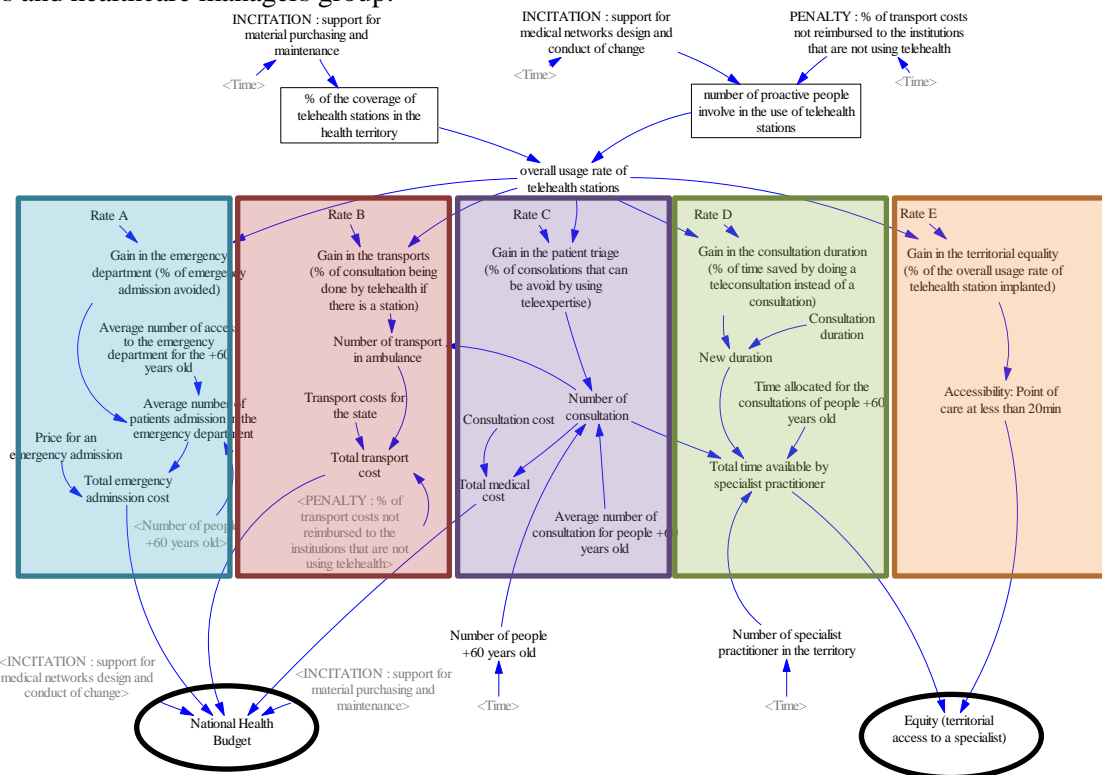 s and healthcare managers group.
INCITATION : support for
material purchasing and
maintenance
<Time>
INCITATION : support for
medical networks design and
conduct of change
<Time>
PENALTY : % of transport costs
not reimbursed to the institutions
that are not using telehealth
<Time>
% of the coverage of
telehealth stations in the
health territory
number of proactive people
involve in the use of telehealth
stations
overall usage rate of
telehealth stations
Rate A
Gain in the emergency
department (% of emergency
admission avoided)
Average number of access
to the emergency
department for the +60
years old
Average number of
patients admission in the
emergency department
Price for an
emergency admission
Total emergency
adminssion cost
<Number of people
+60 years old>
Rate B
Gain in the transports
(% of consultation being
done by telehealth if
there is a station)
Number of transport
in ambulance
Transport costs for
the state
Total transport
cost
<PENALTY : % of
transport costs not
reimbursed to the
institutions that are not
using telehealth>
Rate C
Gain in the patient triage
(% of consolations that can
be avoid by using
teleexpertise)
Number of
consultation
Consultation cost
Total medical
cost
Average number of
consultation for people +60
years old
Rate D
Gain in the consultation duration
(% of time saved by doing a
teleconsultation instead of a
consultation)
Consultation
duration
New duration
Time allocated for the
consultations of people +60
years old
Total time available by
specialist practitioner
Rate E
Gain in the territorial equality
(% of the overall usage rate of
telehealth station implanted)
Accessibility: Point of
care at less than 20min
Number of people
+60 years old
<Time>
Number of specialist
practitioner in the territory
<Time>
<INCITATION : support for
medical networks design and
conduct of change>
<INCITATION : support for
material purchasing and
maintenance>
National Health
Budget
Equity (territorial
access to a specialist)